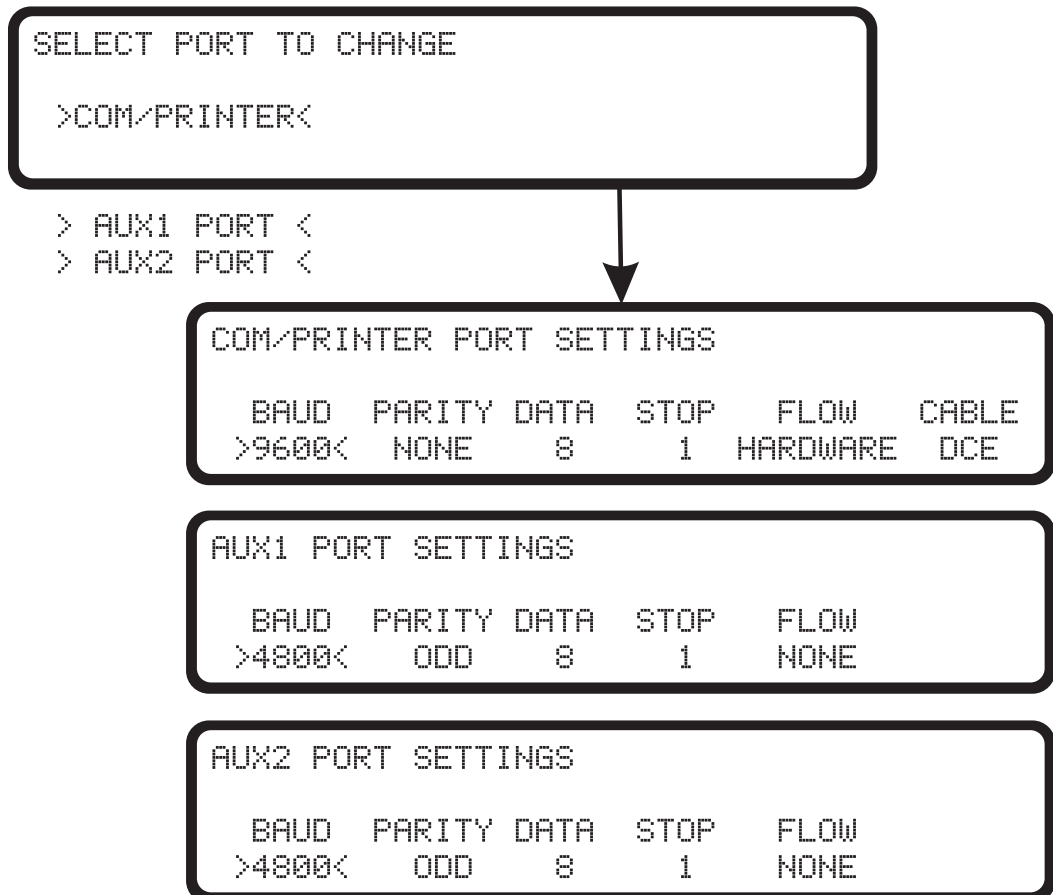 SELECT PORT TO CHANGE
>COM/PRINTER<
> AUX1 PORT <
> AUX2 PORT <
COM/PRINTER PORT SETTINGS
BAUD PARITY DATA STOP FLOW CABLE
>9600< NONE 8 1 HARDWARE DCE
AUX1 PORT SETTINGS
BAUD PARITY DATA STOP FLOW
>4800< ODD 8 1 NONE
AUX2 PORT SETTINGS
BAUD PARITY DATA STOP FLOW
>4800< ODD 8 1 NONE